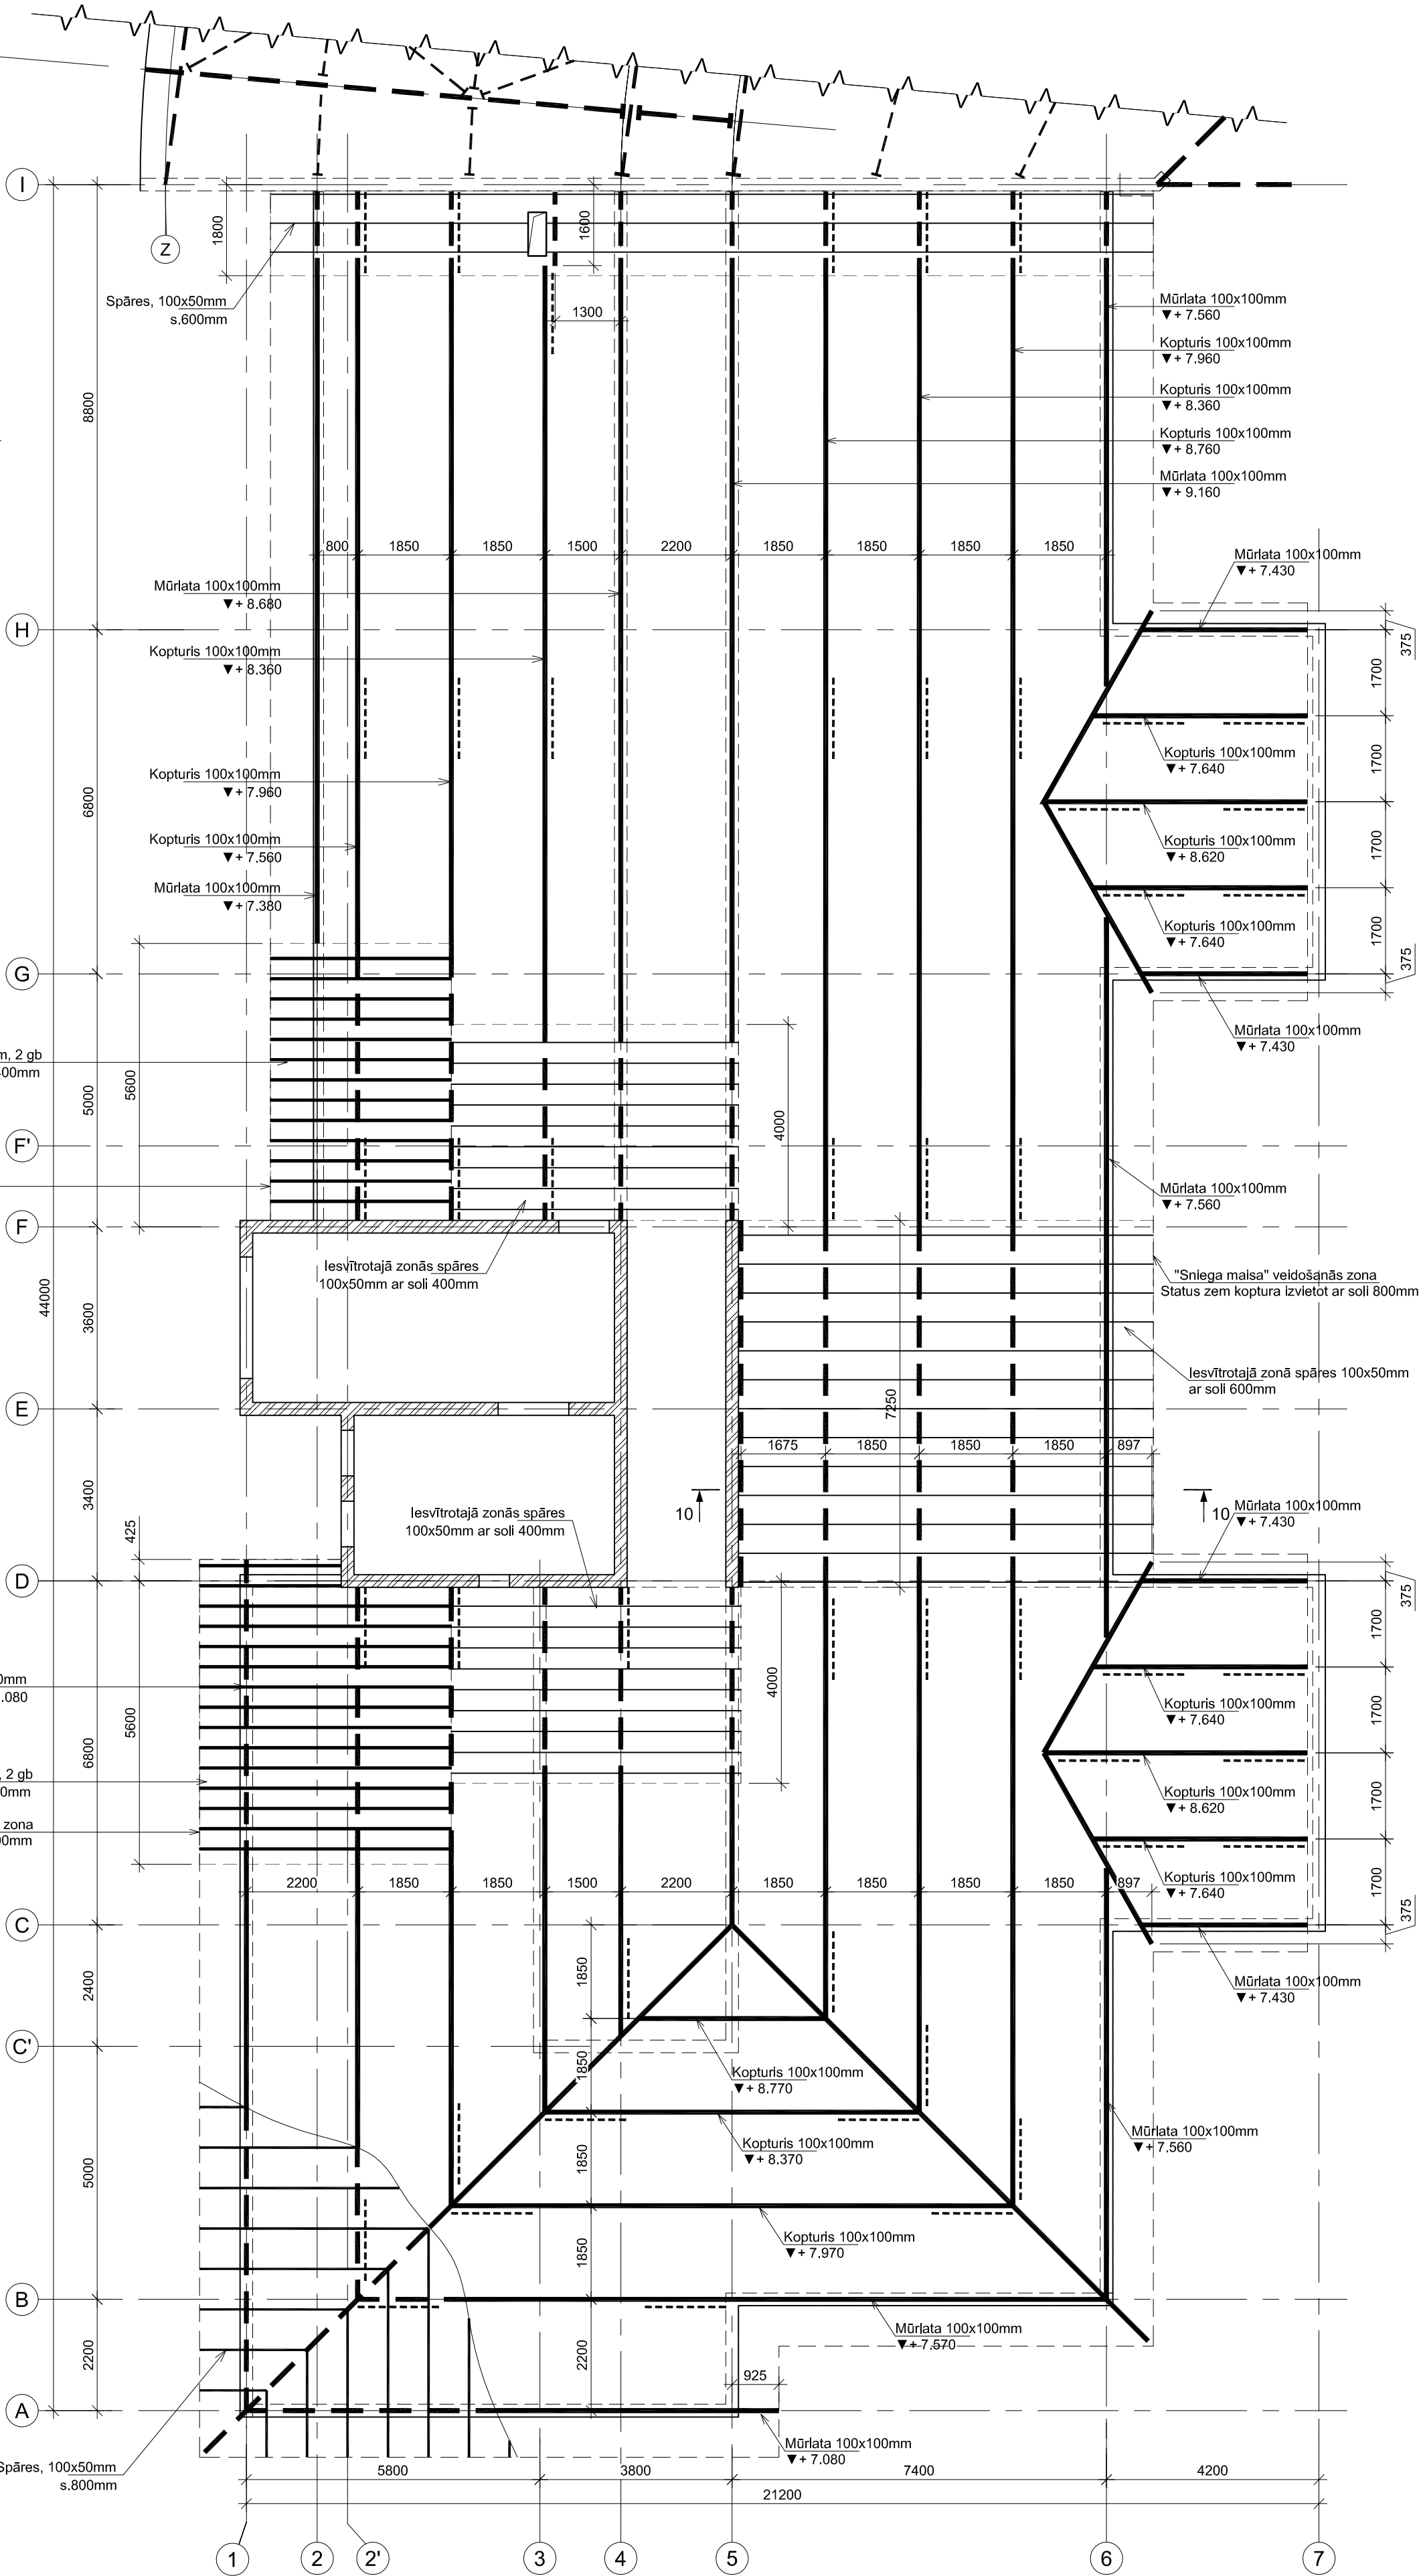 I
Z
1800
1600
Spāres, 100x50mm
s.600mm
1300
Mūrlata 100x100mm
▼+ 7.560
Kopturis 100x100mm
▼+ 7.960
Kopturis 100x100mm
▼+ 8.360
Kopturis 100x100mm
▼+ 8.760
Mūrlata 100x100mm
▼+ 9.160
8800
800 1850 1850 1500 2200 1850 1850 1850 1850
Mūrlata 100x100mm
▼+ 7.430
Mūrlata 100x100mm
▼+ 8.680
H
375
Kopturis 100x100mm
▼+ 8.360
1700
Kopturis 100x100mm
▼+ 7.640
Kopturis 100x100mm
▼+ 7.960
1700
6800
Kopturis 100x100mm
▼+ 7.560
Kopturis 100x100mm
▼+ 8.620
1700
Mūrlata 100x100mm
▼+ 7.380
Kopturis 100x100mm
▼+ 7.640
1700
375
G
Mūrlata 100x100mm
▼+ 7.430
m, 2 gb
400mm
5600
5000
4000
F'
Mūrlata 100x100mm
▼+ 7.560
F
Iesvītrotajā zonās spāres
100x50mm ar soli 400mm
"Sniega maisa" veidošanās zona
Status zem koptura izvietot ar soli 800mm
44000
3600
Iesvītrotajā zonā spāres 100x50mm
ar soli 600mm
7250
E
1675 1850 1850 1850 897
3400
10
10
Iesvītrotajā zonās spāres
100x50mm ar soli 400mm
Mūrlata 100x100mm
▼+ 7.430
425
D
375
1700
0mm
.080
Kopturis 100x100mm
▼+ 7.640
4000
5600
6800
1700
, 2 gb
0mm
Kopturis 100x100mm
▼+ 8.620
zona
00mm
1700
Kopturis 100x100mm
▼+ 7.640
2200 1850 1850 1500 2200 1850 1850 1850 1850 897
1700
375
C
Mūrlata 100x100mm
▼+ 7.430
1850
2400
C'
1850
Kopturis 100x100mm
▼+ 8.770
Mūrlata 100x100mm
▼+ 7.560
Kopturis 100x100mm
▼+ 8.370
5000
1850
Kopturis 100x100mm
▼+ 7.970
1850
B
Mūrlata 100x100mm
▼+ 7.570
2200
2200
925
A
Mūrlata 100x100mm
▼+ 7.080
Spāres, 100x50mm
s.800mm
5800 3800 7400 4200
21200
1 2 2' 3 4 5 6 7